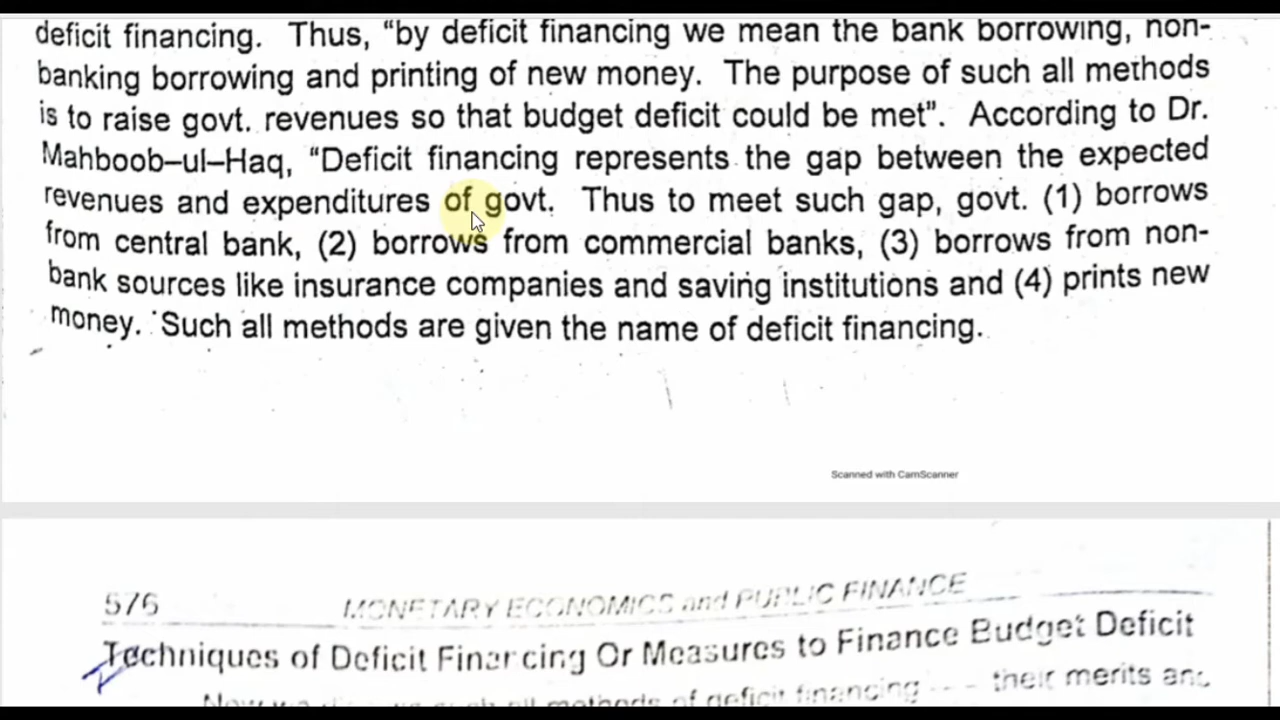 deficit financing. Thus, "by deficit financing we mean the bank borrowing, non-
banking borrowing and printing of new money. The purpose of such all methods
is to raise govt. revenues so that budget deficit could be met". According to Dr.
Mahboob–ul–Haq, "Deficit financing represents the gap between the expected
revenues and expenditures of govt. Thus to meet such gap, govt. (1) borrows
from central bank, (2) borrows from commercial banks, (3) borrows from non-
bank sources like insurance companies and saving institutions and (4) prints new
money. Such all methods are given the name of deficit financing.
Scanned with CamScanner
576 MONETARY ECONOMICS and PUBLIC FINANCE
Techniques of Deficit Financing Or Measures to Finance Budget Deficit
all methods of deficit financing --- their merits and